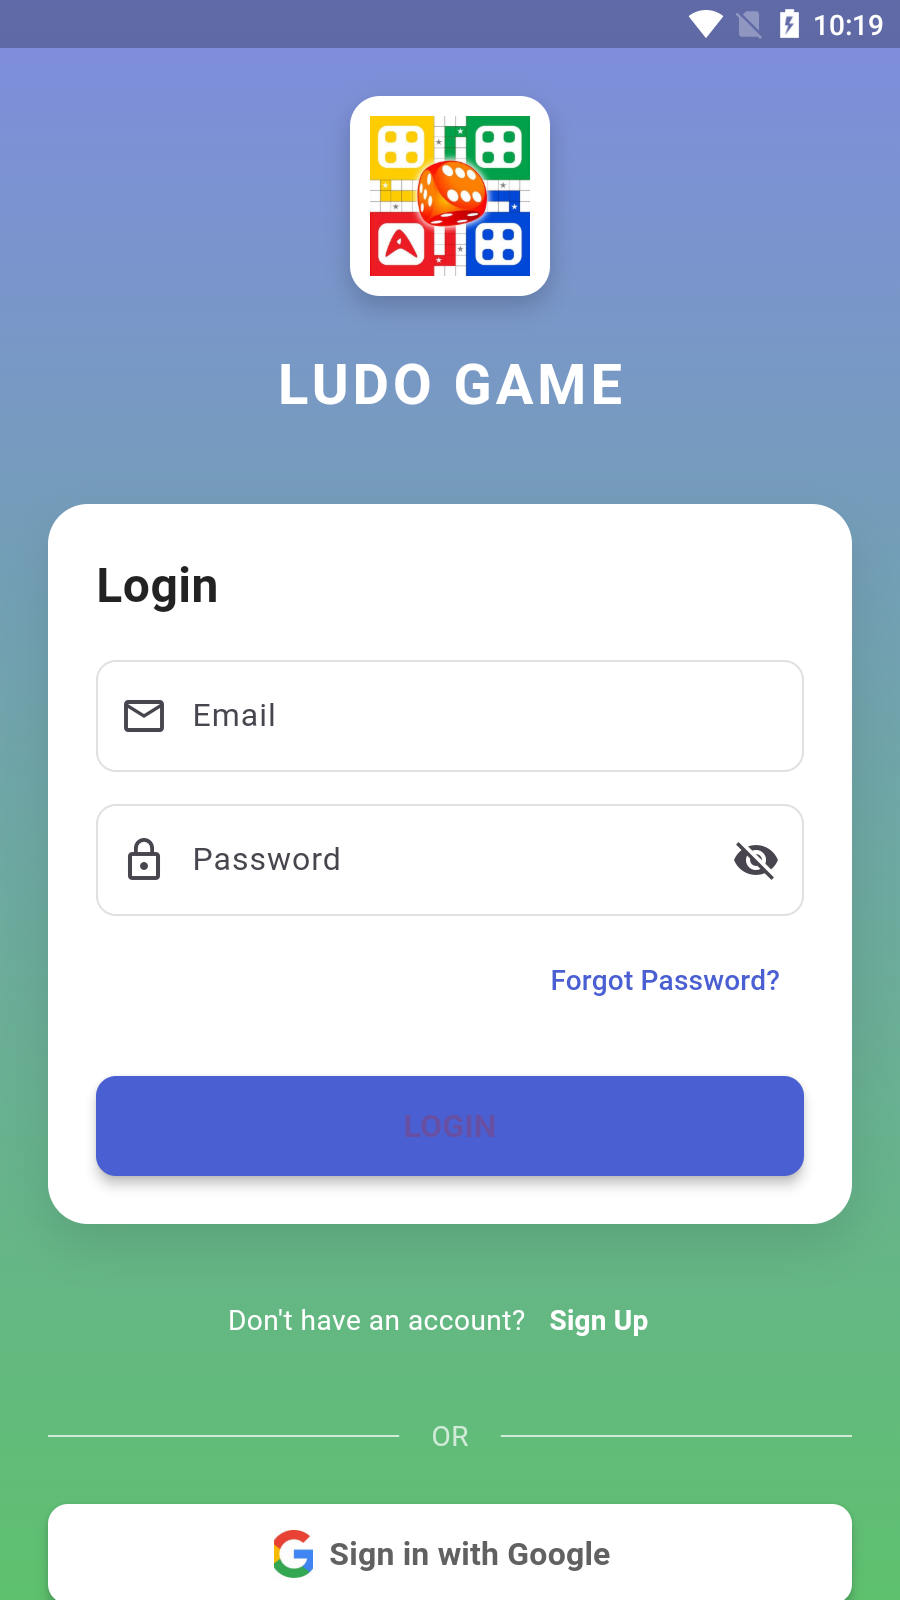 10:19
LUDO GAME
Login
Email
Password
Forgot Password?
LOGIN
Don't have an account? Sign Up
OR
Sign in with Google